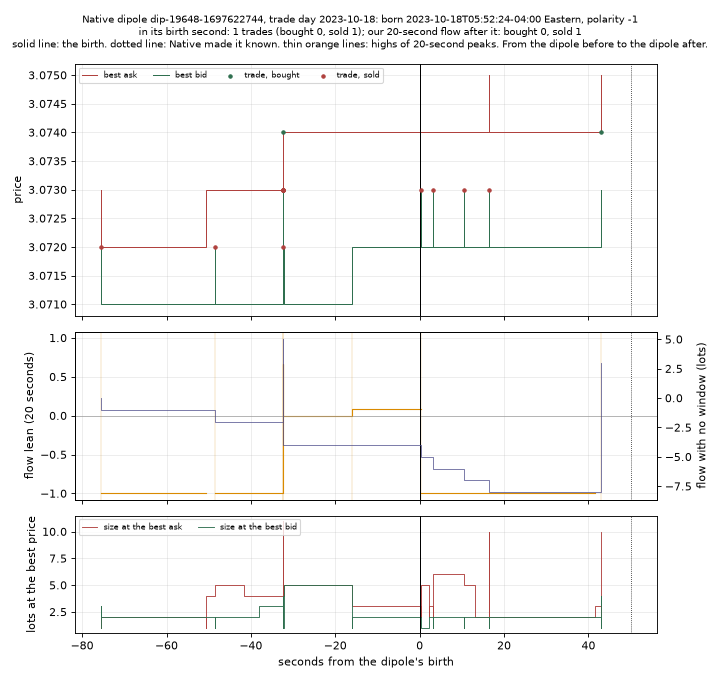 Native dipole dip-19648-1697622744, trade day 2023-10-18: born 2023-10-18T05:52:24-04:00 Eastern, polarity -1
in its birth second: 1 trades (bought 0, sold 1); our 20-second flow after it: bought 0, sold 1
solid line: the birth. dotted line: Native made it known. thin orange lines: highs of 20-second peaks. From the dipole before to the dipole after.
best ask
best bid
trade, bought
trade, sold
3.0750
3.0745
3.0740
3.0735
3.0730
3.0725
3.0720
3.0715
3.0710
price
1.0
0.5
0.0
−0.5
−1.0
flow lean (20 seconds)
5.0
2.5
0.0
−2.5
−5.0
−7.5
flow with no window (lots)
size at the best ask
size at the best bid
10.0
7.5
5.0
2.5
lots at the best price
−80
−60
−40
−20
0
20
40
seconds from the dipole's birth